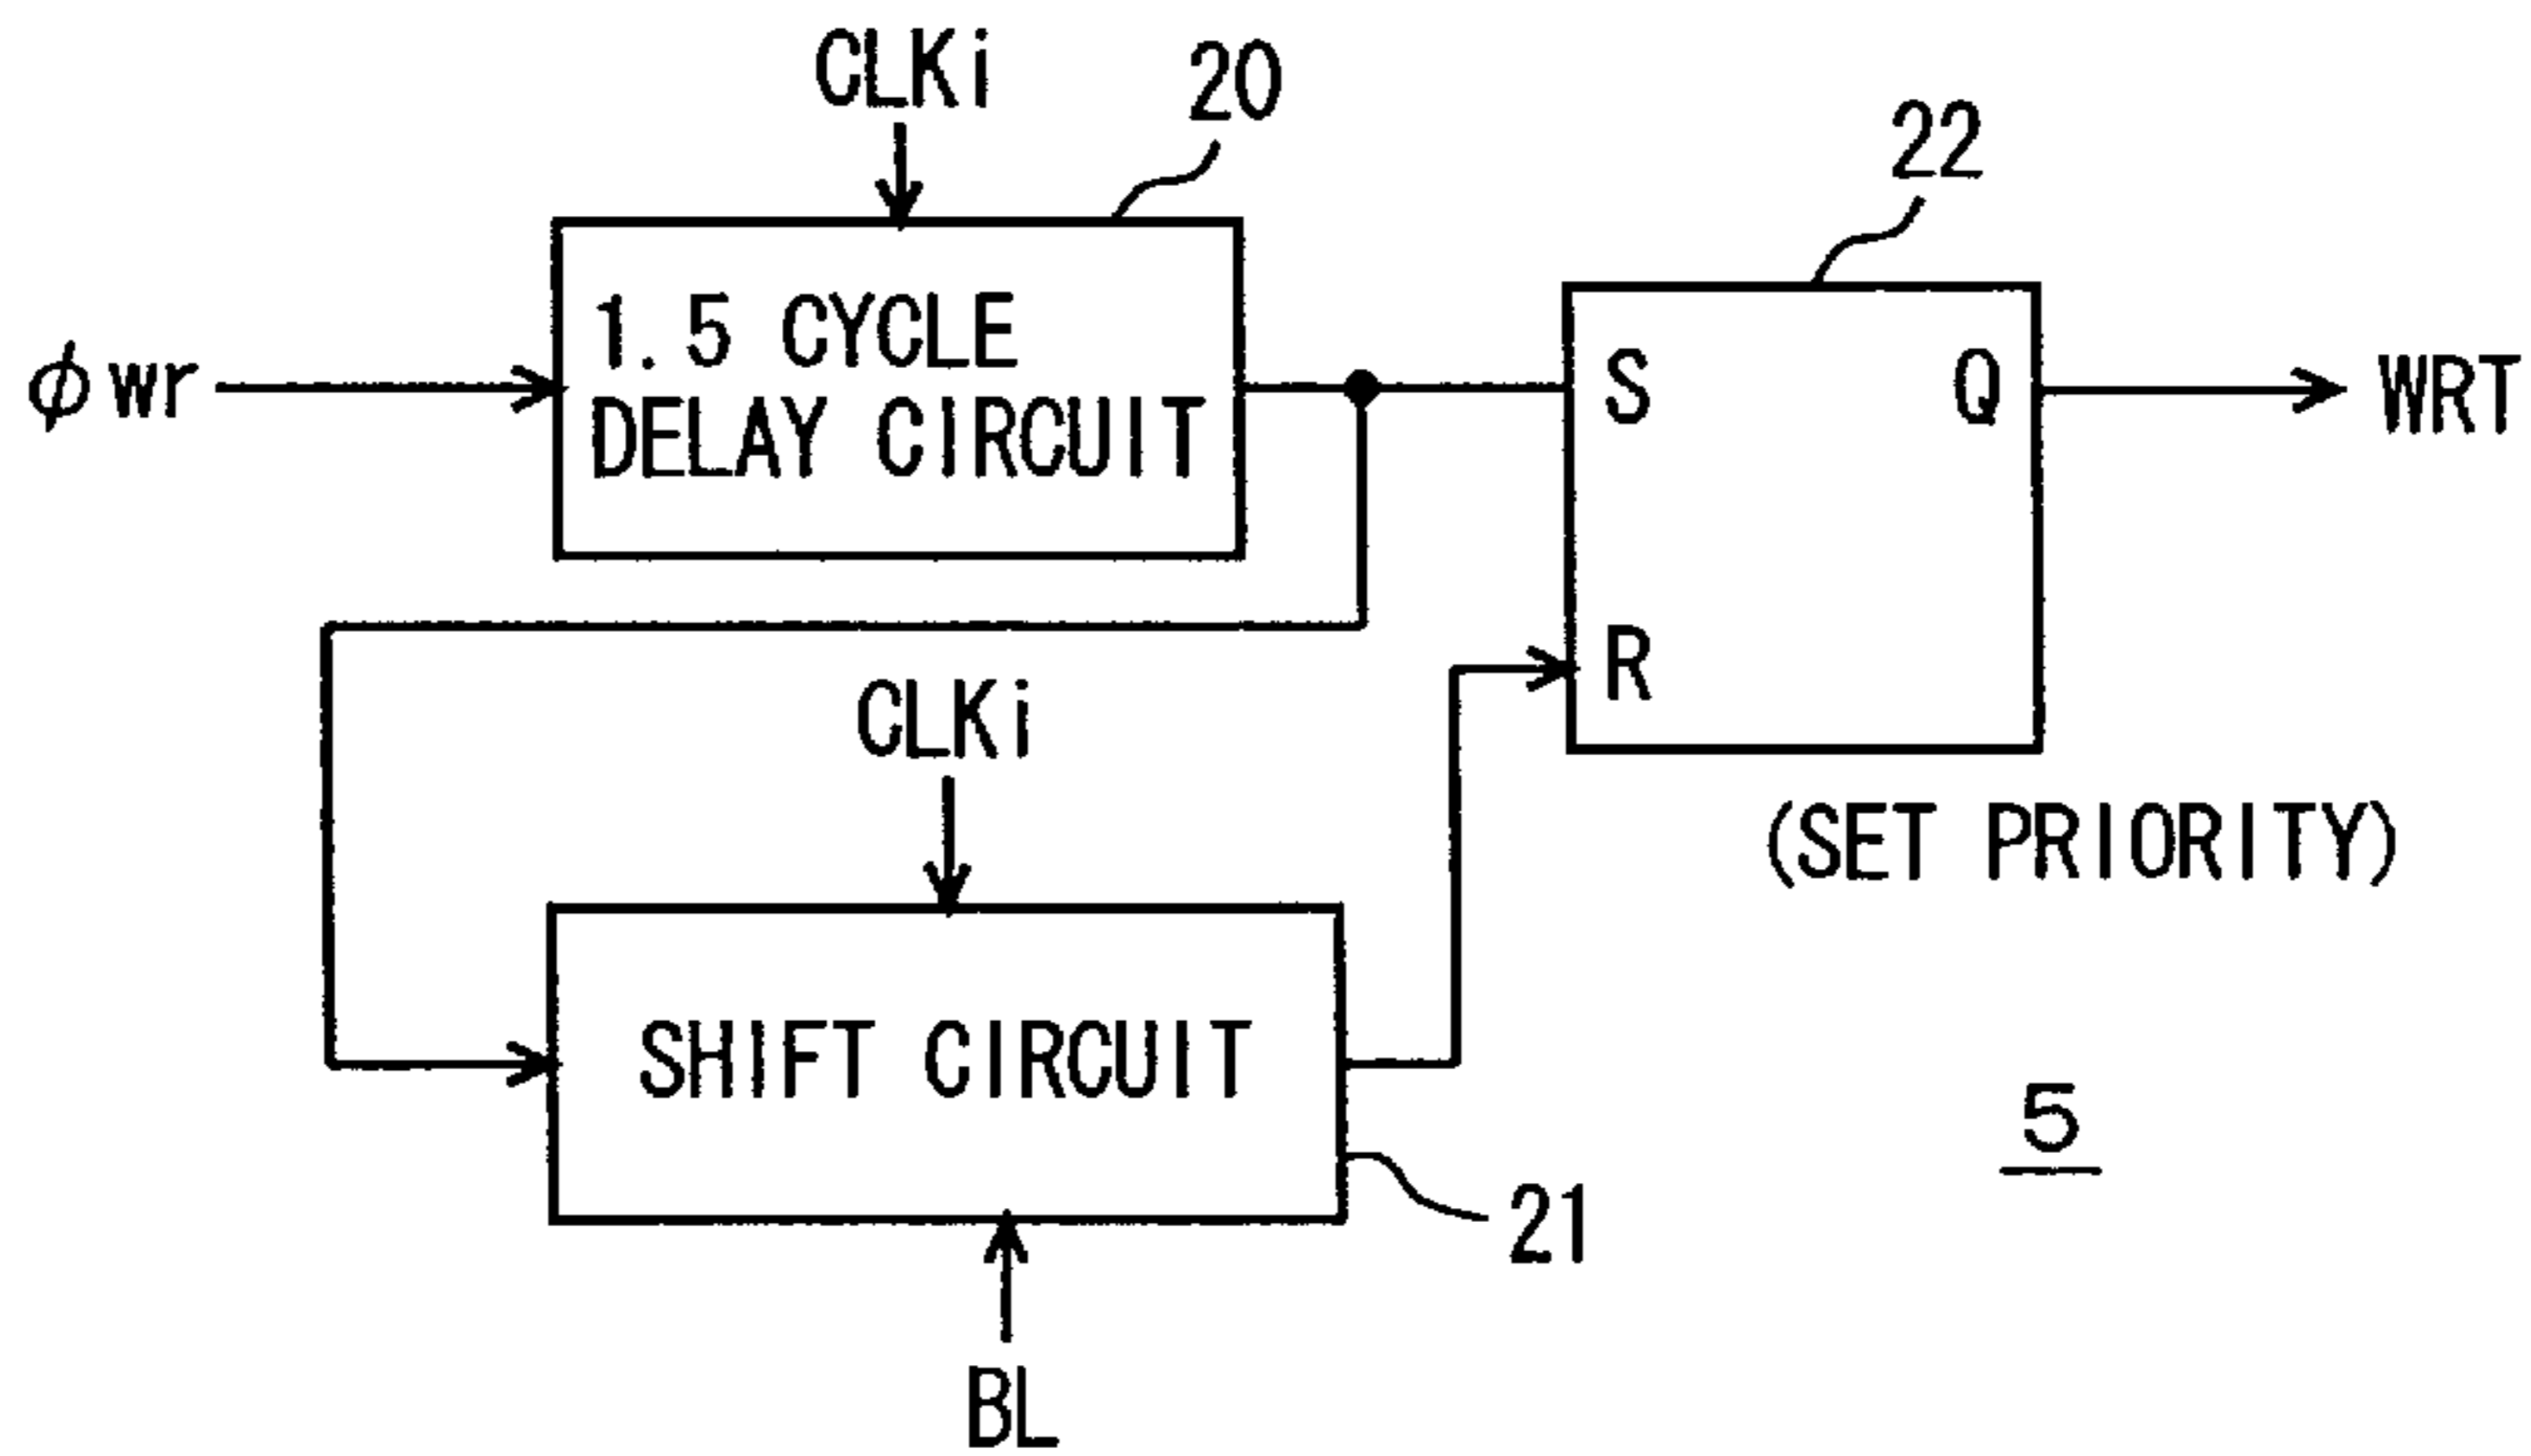 CLKi
20
22
φwr
1.5 CYCLE
DELAY CIRCUIT
S
Q
WRT
R
CLKi
(SET PRIORITY)
SHIFT CIRCUIT
5
21
BL